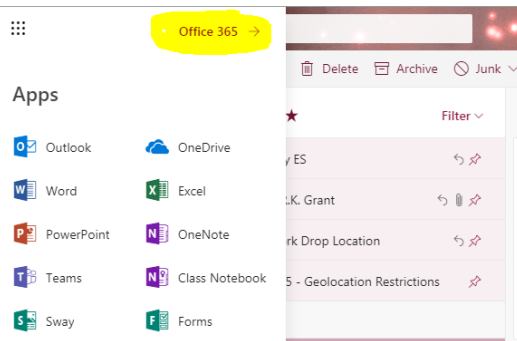 Office 365 →
Delete Archive Junk
Apps
Filter
Outlook OneDrive
y ES
Word Excel
.K. Grant
PowerPoint OneNote
rk Drop Location
Teams Class Notebook
5 - Geolocation Restrictions
Sway Forms